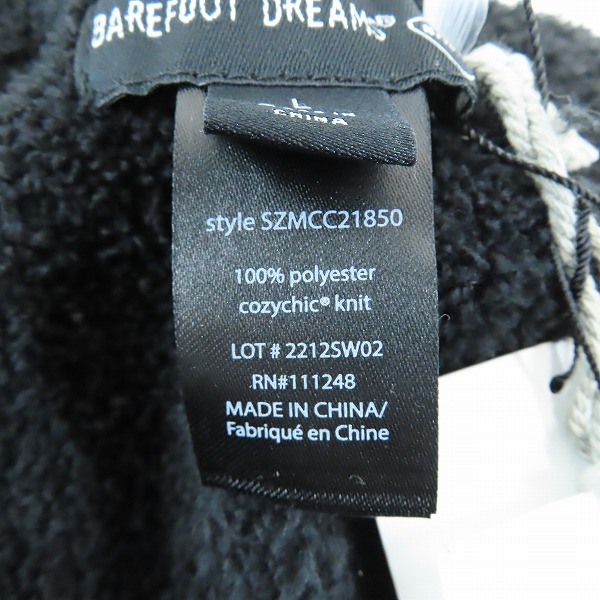 BAREFOOT DREAMS®
L
CHINA
style SZMCC21850
100% polyester
cozychic® knit
LOT # 2212SW02
RN#111248
MADE IN CHINA/
Fabriqué en Chine